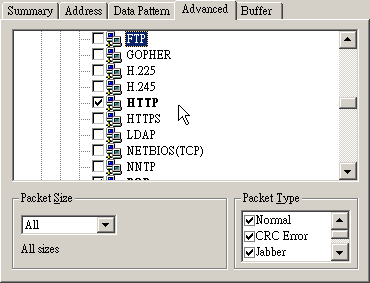 Summary Address Data Pattern Advanced Buffer
FTP
GOPHER
H.225
H.245
HTTP
HTTPS
LDAP
NETBIOS(TCP)
NNTP
Packet Size
All
All sizes
Packet Type
Normal
CRC Error
Jabber